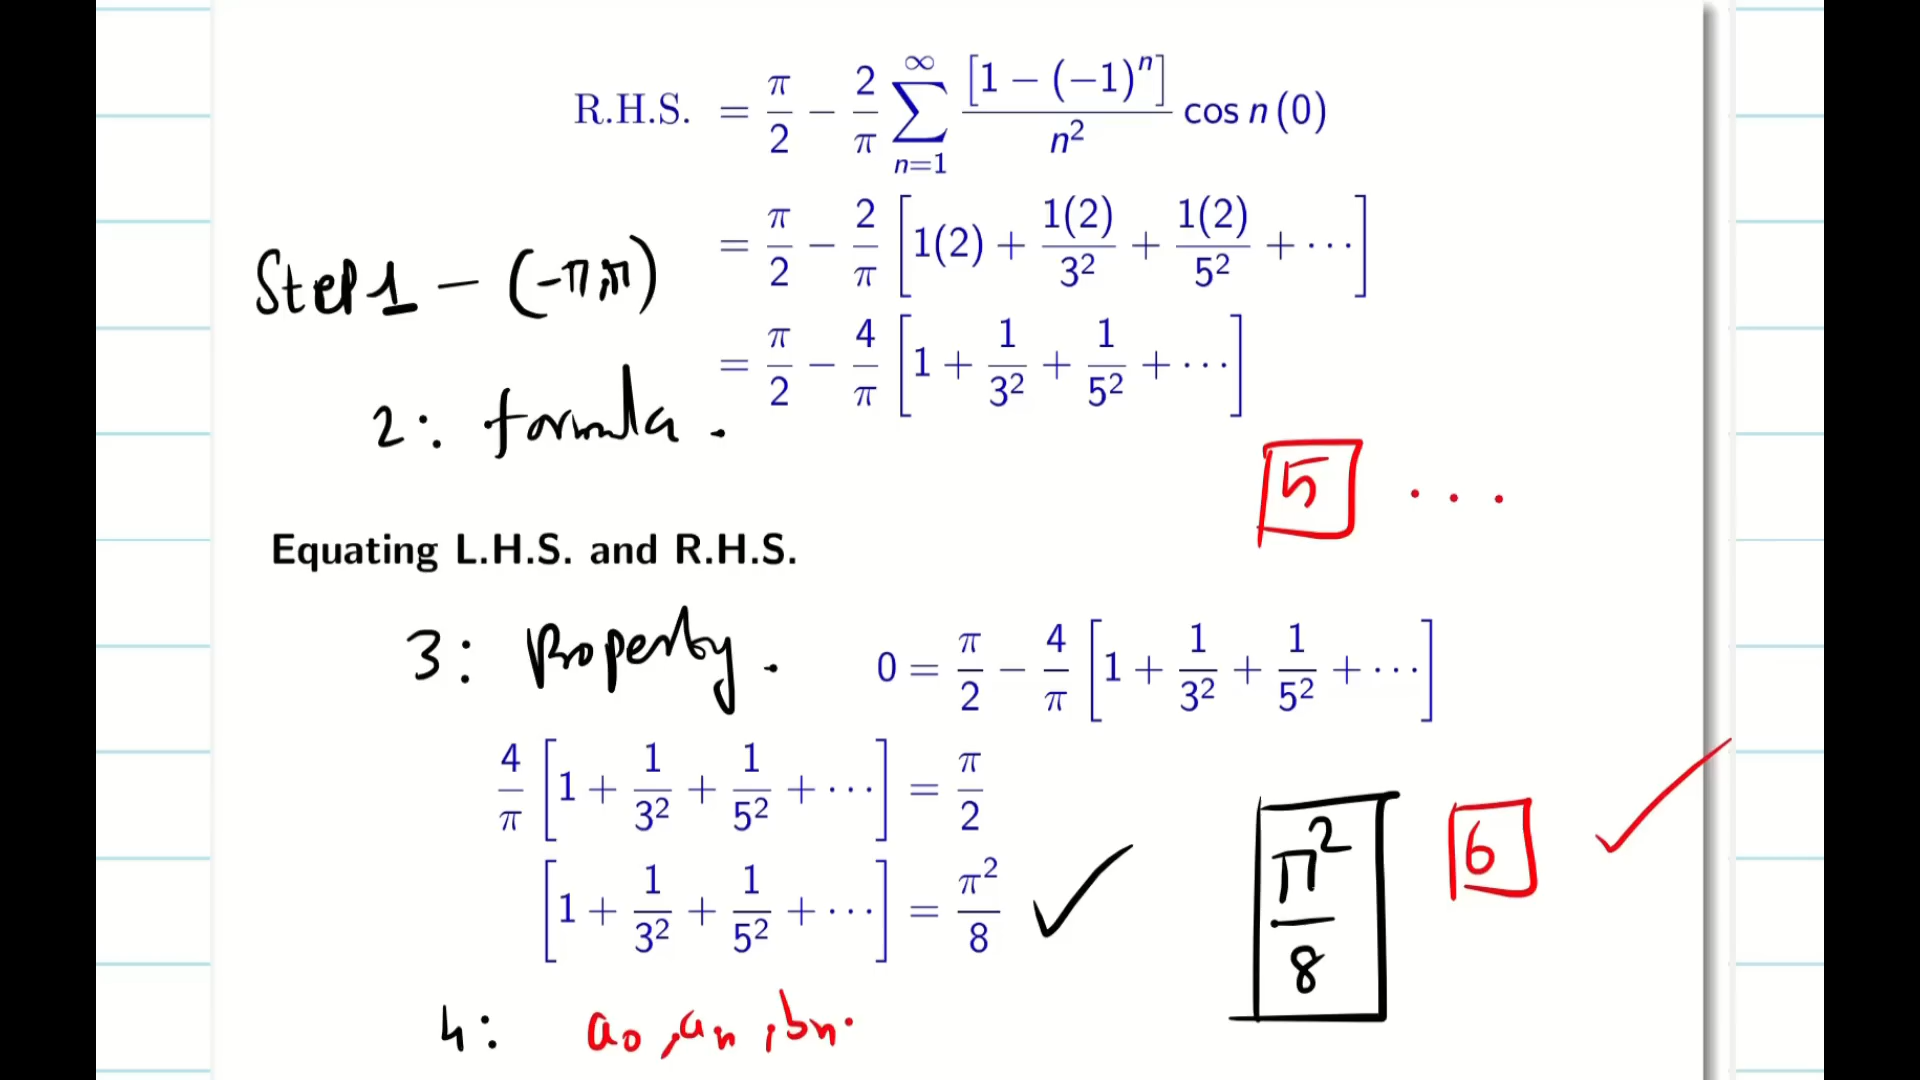 R.H.S. = π/2 − 2/π ∑_{n=1}^{∞} [1 − (−1)^n]/n² cos n (0)
= π/2 − 2/π [1(2) + 1(2)/3² + 1(2)/5² + ⋯]
Step 1 – (-π,π)
= π/2 − 4/π [1 + 1/3² + 1/5² + ⋯]
2: formula.
5 ...
Equating L.H.S. and R.H.S.
3: Property.
0 = π/2 − 4/π [1 + 1/3² + 1/5² + ⋯]
4/π [1 + 1/3² + 1/5² + ⋯] = π/2
[1 + 1/3² + 1/5² + ⋯] = π²/8 ✓
π²/8
6 ✓
4: a₀, aₙ, bₙ.